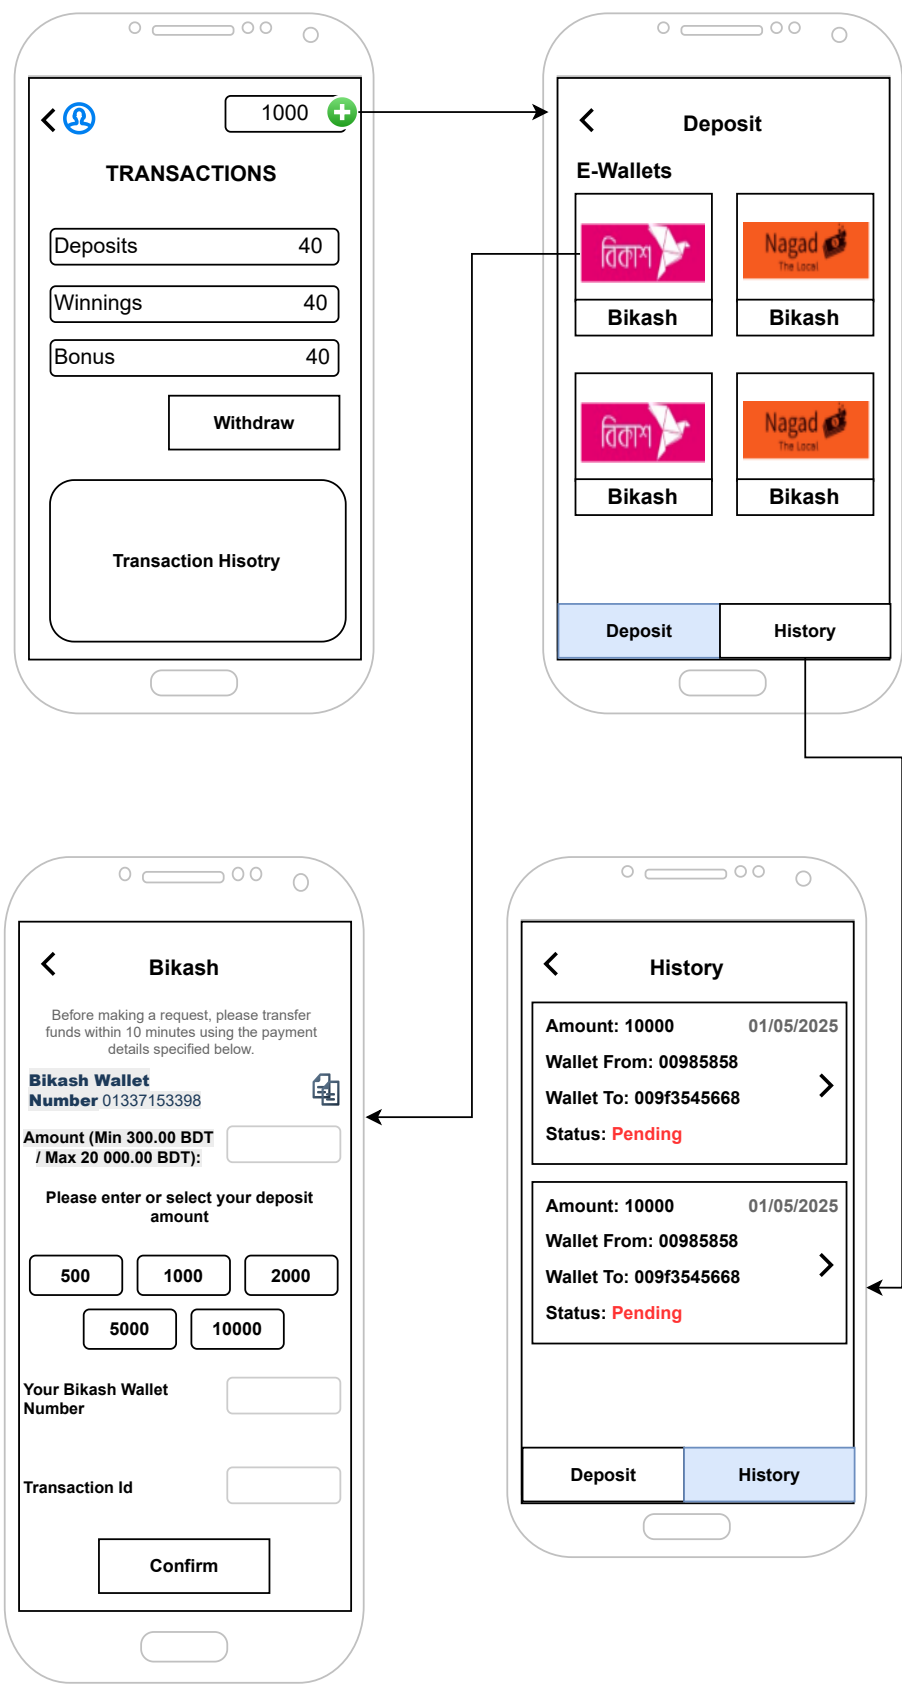 1000
TRANSACTIONS
Deposits 40
Winnings 40
Bonus 40
Withdraw
Transaction Hisotry
Deposit
E-Wallets
বিকাশ
Nagad
The Local
Bikash
Bikash
বিকাশ
Nagad
The Local
Bikash
Bikash
Deposit
History
Bikash
Before making a request, please transfer
funds within 10 minutes using the payment
details specified below.
Bikash Wallet
Number 01337153398
Amount (Min 300.00 BDT
/ Max 20 000.00 BDT):
Please enter or select your deposit
amount
500 1000 2000
5000 10000
Your Bikash Wallet
Number
Transaction Id
Confirm
History
Amount: 10000 01/05/2025
Wallet From: 00985858
Wallet To: 009f3545668
Status: Pending
Amount: 10000 01/05/2025
Wallet From: 00985858
Wallet To: 009f3545668
Status: Pending
Deposit
History